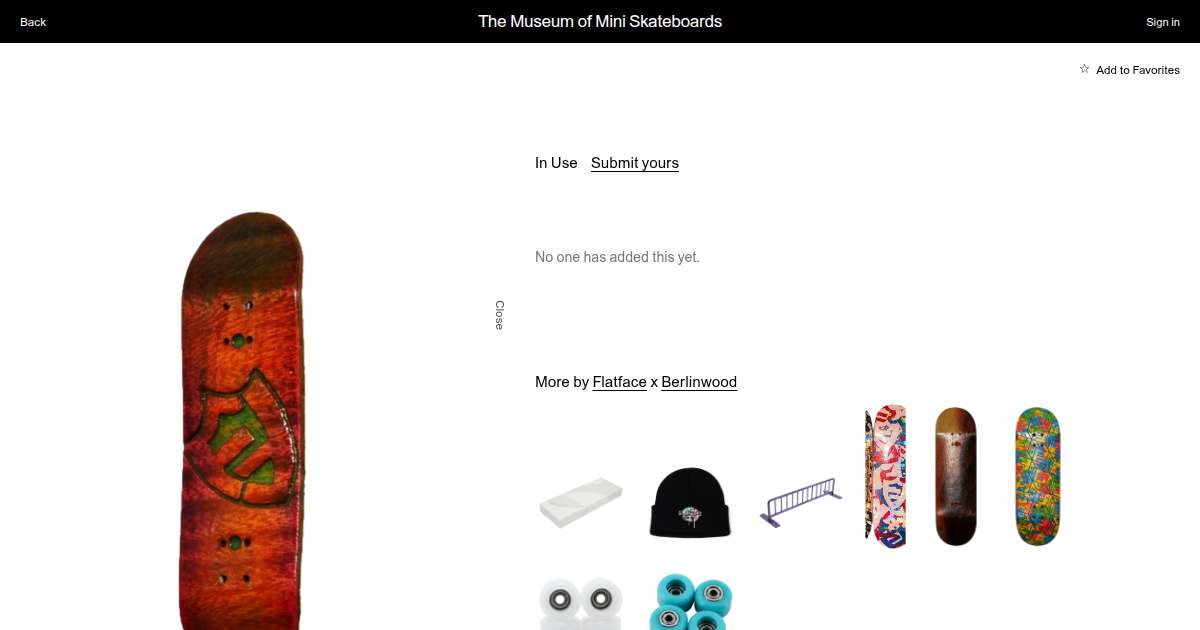 Back
The Museum of Mini Skateboards
Sign in
☆ Add to Favorites
In Use Submit yours
No one has added this yet.
Close
More by Flatface x Berlinwood